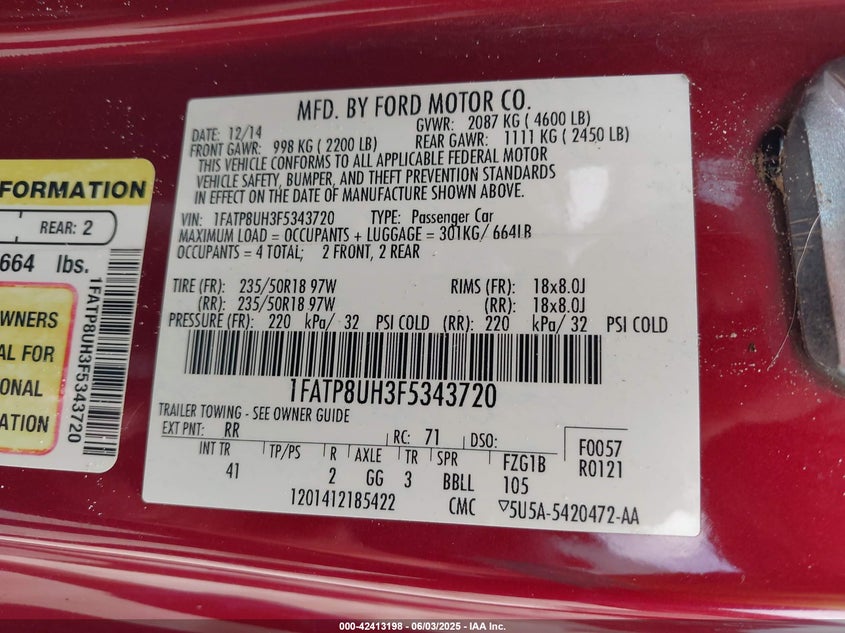 MFD. BY FORD MOTOR CO.
DATE: 12/14 GVWR: 2087 KG ( 4600 LB)
FRONT GAWR: 998 KG ( 2200 LB) REAR GAWR: 1111 KG ( 2450 LB)
THIS VEHICLE CONFORMS TO ALL APPLICABLE FEDERAL MOTOR
VEHICLE SAFETY, BUMPER, AND THEFT PREVENTION STANDARDS
IN EFFECT ON THE DATE OF MANUFACTURE SHOWN ABOVE.
VIN: 1FATP8UH3F5343720 TYPE: Passenger Car
MAXIMUM LOAD = OCCUPANTS + LUGGAGE = 301KG/ 664LB
OCCUPANTS = 4 TOTAL; 2 FRONT, 2 REAR
TIRE (FR): 235/50R18 97W RIMS (FR): 18x8.0J
(RR): 235/50R18 97W (RR): 18x8.0J
PRESSURE (FR): 220 kPa/ 32 PSI COLD (RR): 220 kPa/ 32 PSI COLD
1FATP8UH3F5343720
TRAILER TOWING - SEE OWNER GUIDE
EXT PNT: RR RC: 71 DSO: F0057
R0121
INT TR TP/PS R AXLE TR SPR FZG1B
41 2 GG 3 BBLL 105
1201412185422 CMC ▽5U5A-5420472-AA
FORMATION
REAR: 2
664 lbs.
1FATP8UH3F5343720
OWNERS
AL FOR
IONAL
MATION
000-42413198 - 06/03/2025 - IAA Inc.